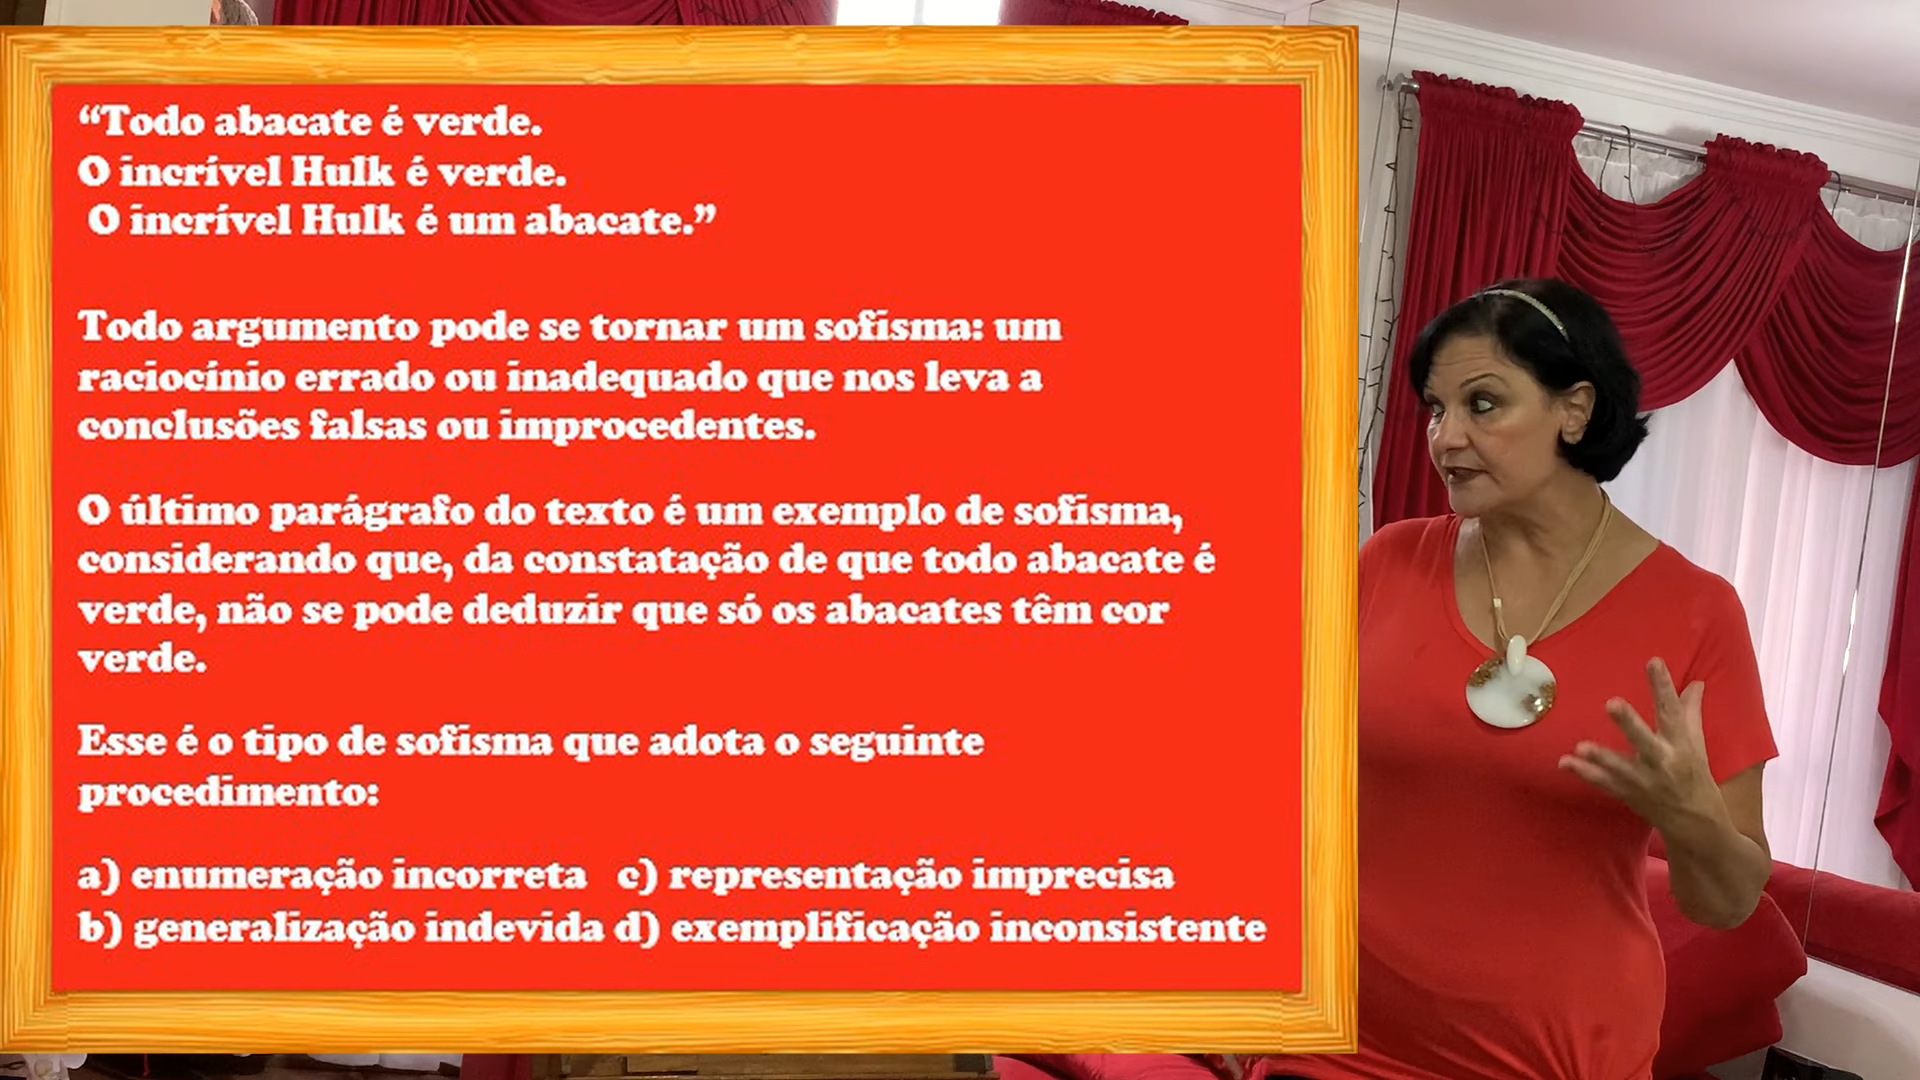 “Todo abacate é verde.
O incrível Hulk é verde.
O incrível Hulk é um abacate.”
Todo argumento pode se tornar um sofisma: um
raciocínio errado ou inadequado que nos leva a
conclusões falsas ou improcedentes.
O último parágrafo do texto é um exemplo de sofisma,
considerando que, da constatação de que todo abacate é
verde, não se pode deduzir que só os abacates têm cor
verde.
Esse é o tipo de sofisma que adota o seguinte
procedimento:
a) enumeração incorreta c) representação imprecisa
b) generalização indevida d) exemplificação inconsistente